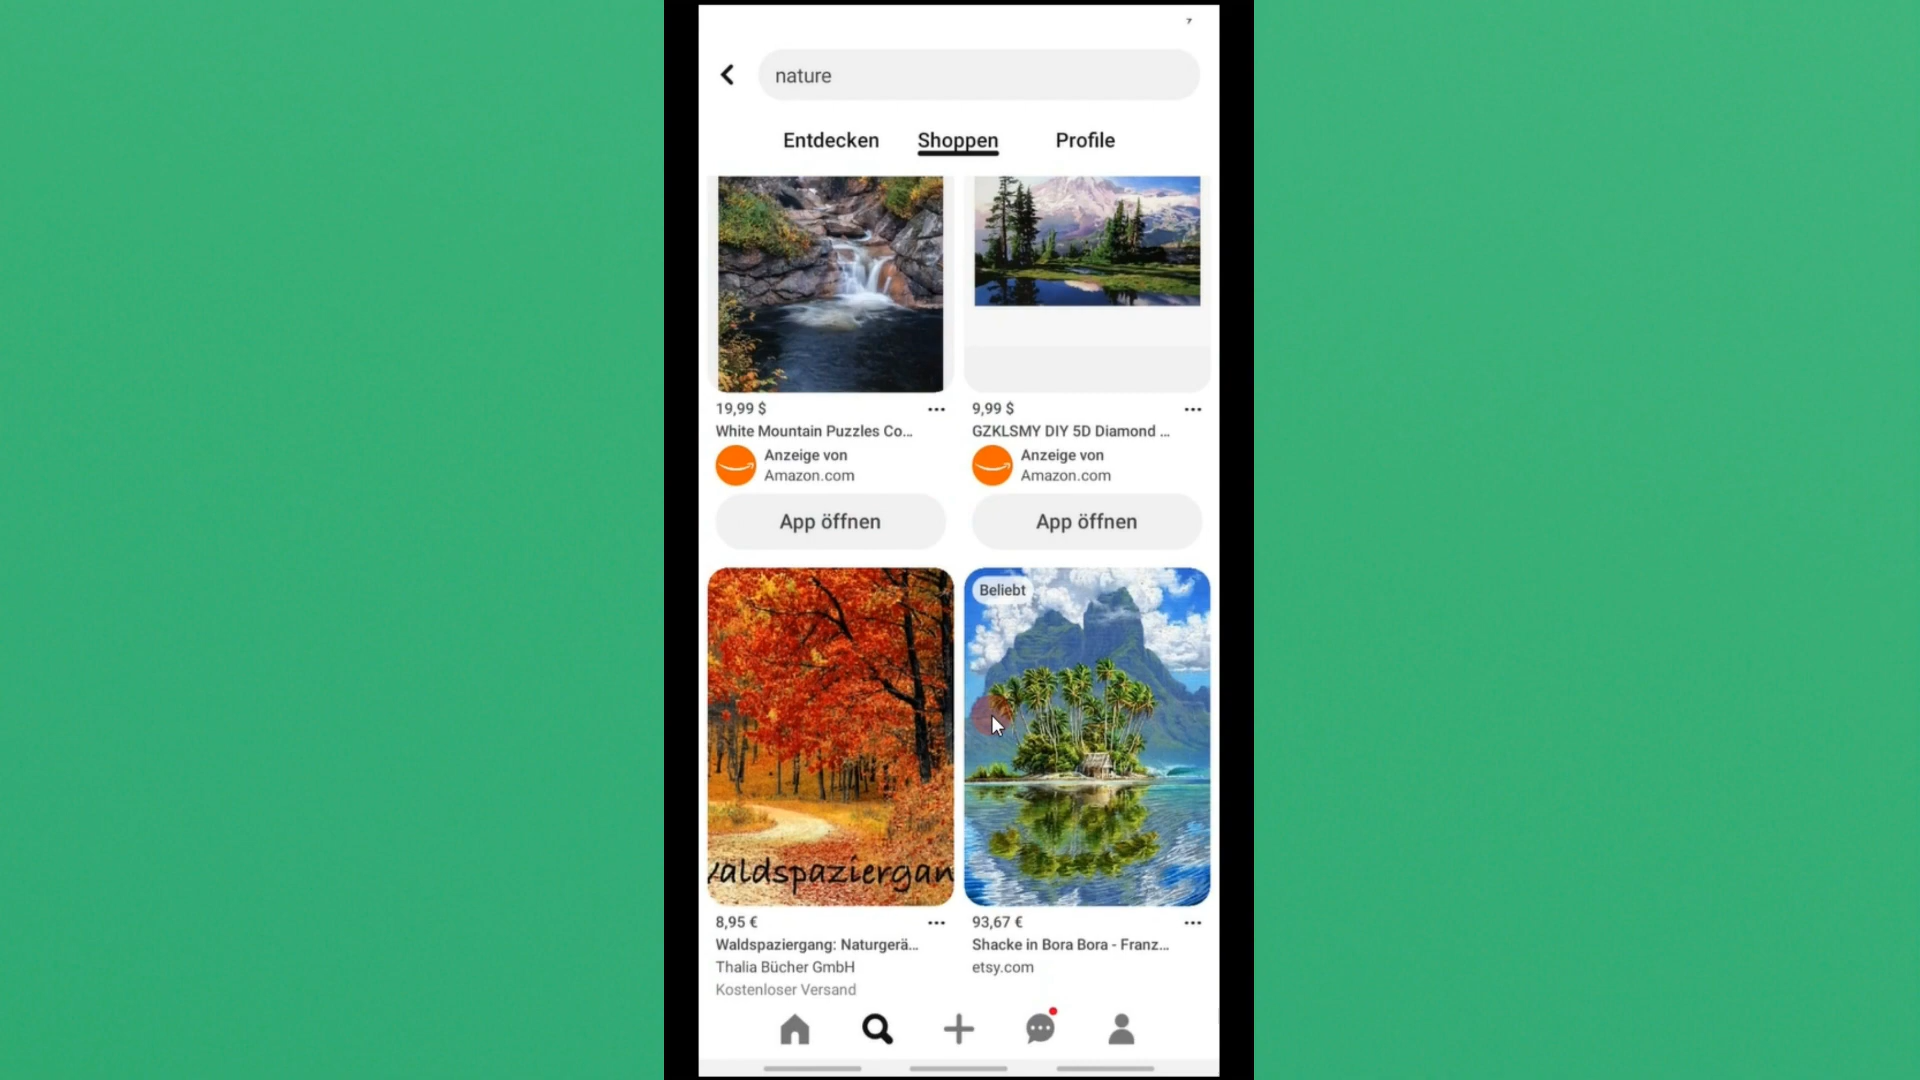 nature
Entdecken Shoppen Profile
19,99 $
White Mountain Puzzles Co...
Anzeige von
Amazon.com
App öffnen
9,99 $
GZKLSMY DIY 5D Diamond ...
Anzeige von
Amazon.com
App öffnen
valdspaziergan
8,95 €
Waldspaziergang: Naturgerä...
Thalia Bücher GmbH
Kostenloser Versand
Beliebt
93,67 €
Shacke in Bora Bora - Franz...
etsy.com